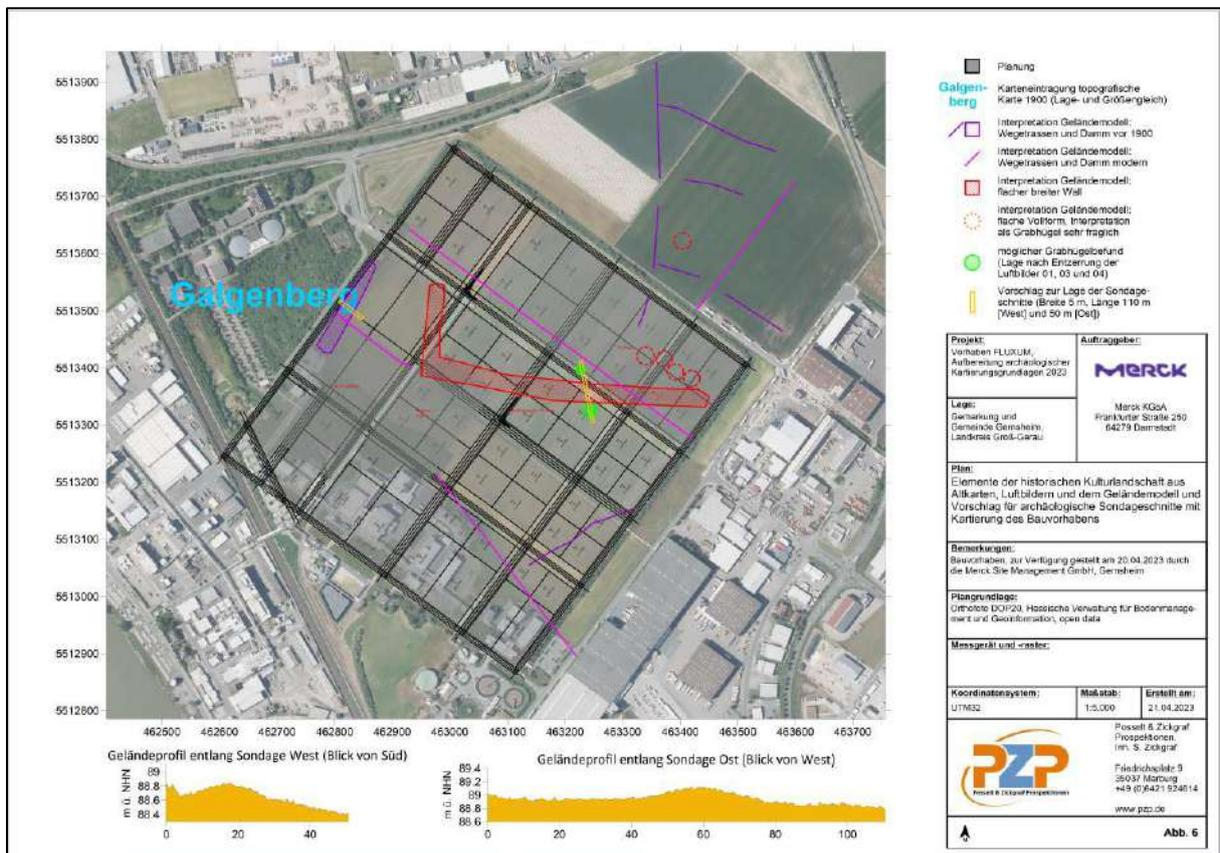 5513900
5513800
5513700
5513600
5513500
5513400
5513300
5513200
5513100
5513000
5512900
5512800
462500 462600 462700 462800 462900 463000 463100 463200 463300 463400 463500 463600 463700
Galgenberg
Planung
Galgen-
berg
Karteneintragung topografische
Karte 1900 (Lage- und Größengleich)
Interpretation Geländemodell:
Wegetrassen und Damm vor 1900
Interpretation Geländemodell:
Wegetrassen und Damm modern
Interpretation Geländemodell:
flacher breiter Wall
Interpretation Geländemodell:
flache Vollform, Interpretation
als Grabhügel sehr fraglich
möglicher Grabhügelbefund
(Lage nach Entzerrung der
Luftbilder 01, 03 und 04)
Vorschlag zur Lage der Sondage-
schnitte (Breite 5 m, Länge 110 m
[West] und 50 m [Ost])
Projekt:
Vorhaben FLUXUM,
Aufbereitung archäologischer
Kartierungsgrundlagen 2023
Auftraggeber:
MERCK
Merck KGaA
Frankfurter Straße 250
64279 Darmstadt
Lage:
Gemarkung und
Gemeinde Gernsheim,
Landkreis Groß-Gerau
Plan:
Elemente der historischen Kulturlandschaft aus
Altkarten, Luftbildern und dem Geländemodell und
Vorschlag für archäologische Sondageschnitte mit
Kartierung des Bauvorhabens
Bemerkungen:
Bauvorhaben, zur Verfügung gestellt am 20.04.2023 durch
die Merck Site Management GmbH, Gernsheim
Plangrundlage:
Orthofoto DOP20, Hessische Verwaltung für Bodenmanage-
ment und Geoinformation, open data
Messgerät und -raster:
Koordinatensystem:
UTM32
Maßstab:
1:5.000
Erstellt am:
21.04.2023
PZP
Posselt & Zickgraf Prospektionen
Posselt & Zickgraf
Prospektionen,
Inh. S. Zickgraf
Friedrichsplatz 9
35037 Marburg
+49 (0)6421 924614
www.pzp.de
Abb. 6
Geländeprofil entlang Sondage West (Blick von Süd)
m ü. NHN
89
88.8
88.6
88.4
0 20 40
Geländeprofil entlang Sondage Ost (Blick von West)
m ü. NHN
89.4
89.2
89
88.8
88.6
0 20 40 60 80 100